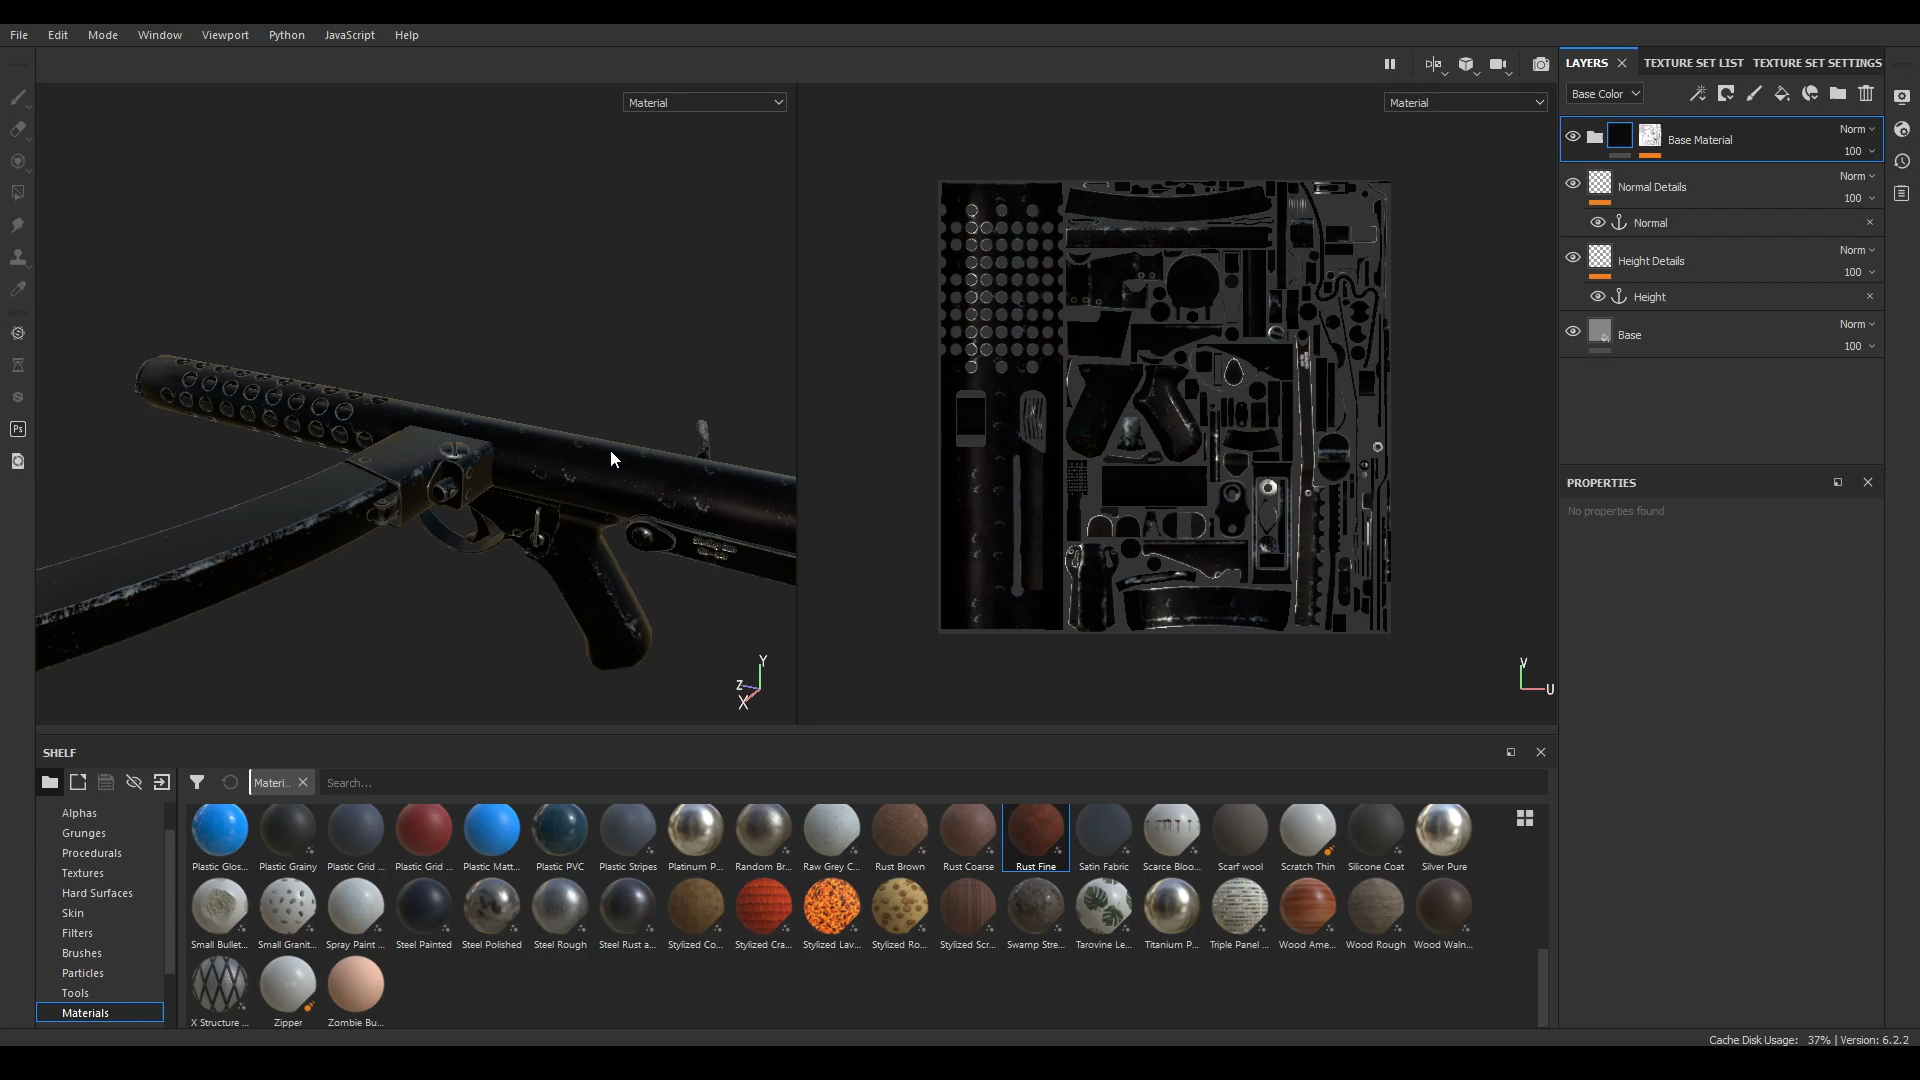 File Edit Mode Window Viewport Python JavaScript Help
LAYERS TEXTURE SET LIST TEXTURE SET SETTINGS
Material
Material
Base Color
Base Material
Norm
100
Normal Details
Norm
100
Normal
Height Details
Norm
100
Height
Base
Norm
100
Ps
PROPERTIES
No properties found
Y
Z
X
V
U
SHELF
Materi..
Search...
Alphas
Grunges
Procedurals
Textures
Hard Surfaces
Skin
Filters
Brushes
Particles
Tools
Materials
Plastic Glos... Plastic Grainy Plastic Grid ... Plastic Grid ... Plastic Matt... Plastic PVC Plastic Stripes Platinum P... Random Br... Raw Grey C... Rust Brown Rust Coarse Rust Fine Satin Fabric Scarce Bloo... Scarf wool Scratch Thin Silicone Coat Silver Pure
Small Bullet... Small Granit... Spray Paint ... Steel Painted Steel Polished Steel Rough Steel Rust a... Stylized Co... Stylized Cra... Stylized Lav... Stylized Ro... Stylized Scr... Swamp Stre... Tarovine Le... Titanium P... Triple Panel ... Wood Ame... Wood Rough Wood Waln...
X Structure ... Zipper Zombie Bu...
Cache Disk Usage: 37% | Version: 6.2.2